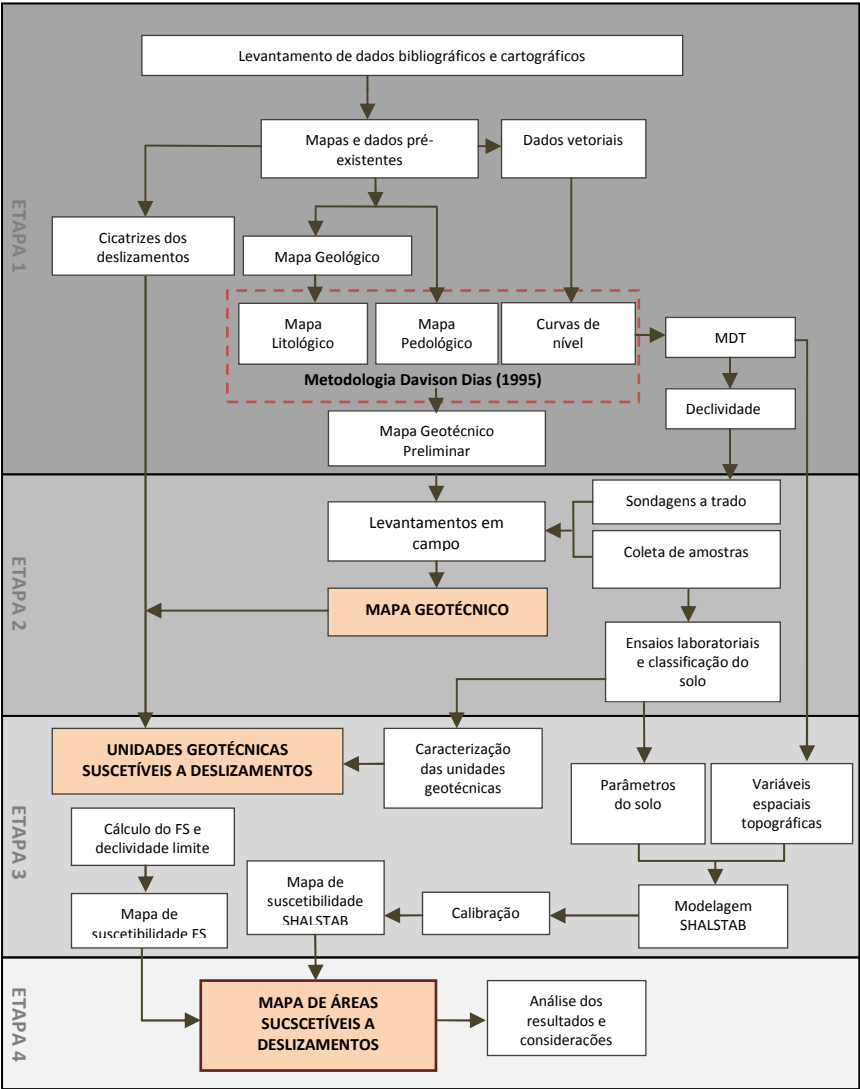 ETAPA 1
Levantamento de dados bibliográficos e cartográficos
Mapas e dados pré-
existentes
Dados vetoriais
Cicatrizes dos
deslizamentos
Mapa Geológico
Mapa
Litológico
Mapa
Pedológico
Curvas de
nível
MDT
Metodologia Davison Dias (1995)
Declividade
Mapa Geotécnico
Preliminar
ETAPA 2
Sondagens a trado
Levantamentos em
campo
Coleta de amostras
MAPA GEOTÉCNICO
Ensaios laboratoriais
e classificação do
solo
ETAPA 3
UNIDADES GEOTÉCNICAS
SUSCETÍVEIS A DESLIZAMENTOS
Caracterização
das unidades
geotécnicas
Parâmetros
do solo
Variáveis
espaciais
topográficas
Cálculo do FS e
declividade limite
Mapa de
suscetibilidade FS
Mapa de
suscetibilidade
SHALSTAB
Calibração
Modelagem
SHALSTAB
ETAPA 4
MAPA DE ÁREAS
SUCSCETÍVEIS A
DESLIZAMENTOS
Análise dos
resultados e
considerações